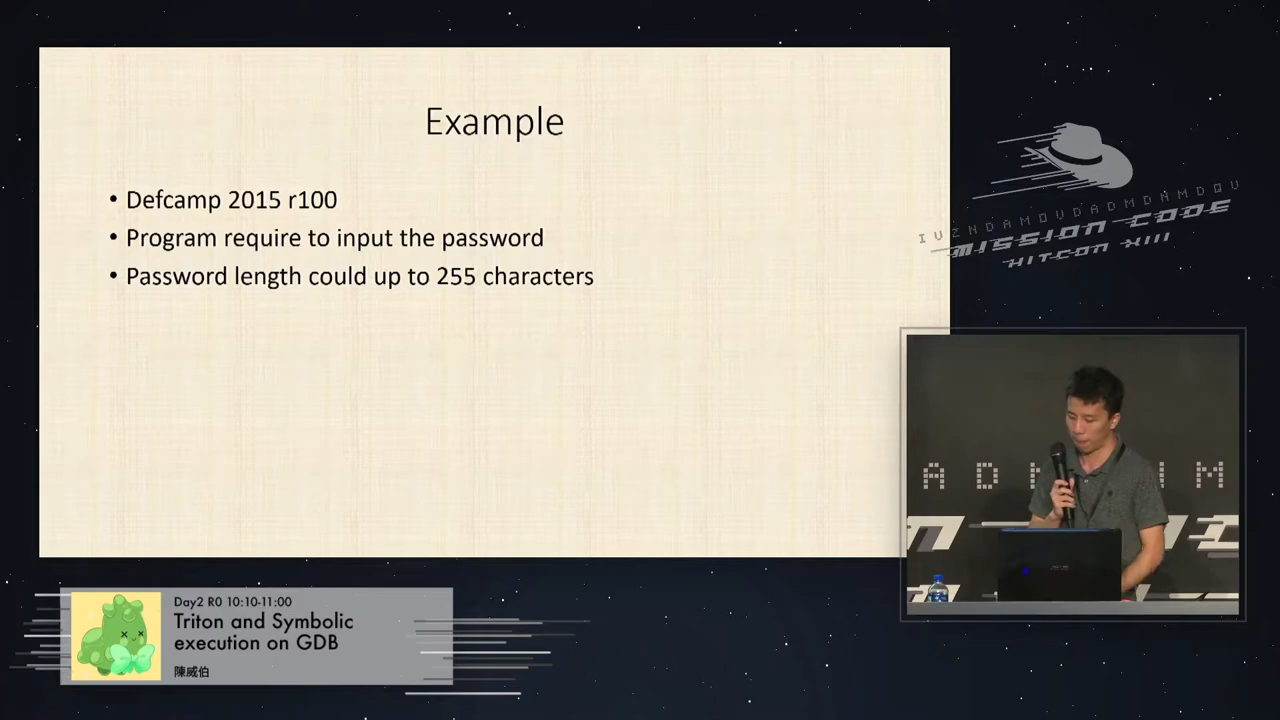 Example
• Defcamp 2015 r100
• Program require to input the password
• Password length could up to 255 characters
IVZNDAMOVDADMDNMDQV
MISSION CODE
HITCON XIII
Day2 R0 10:10-11:00
Triton and Symbolic
execution on GDB
陳威伯